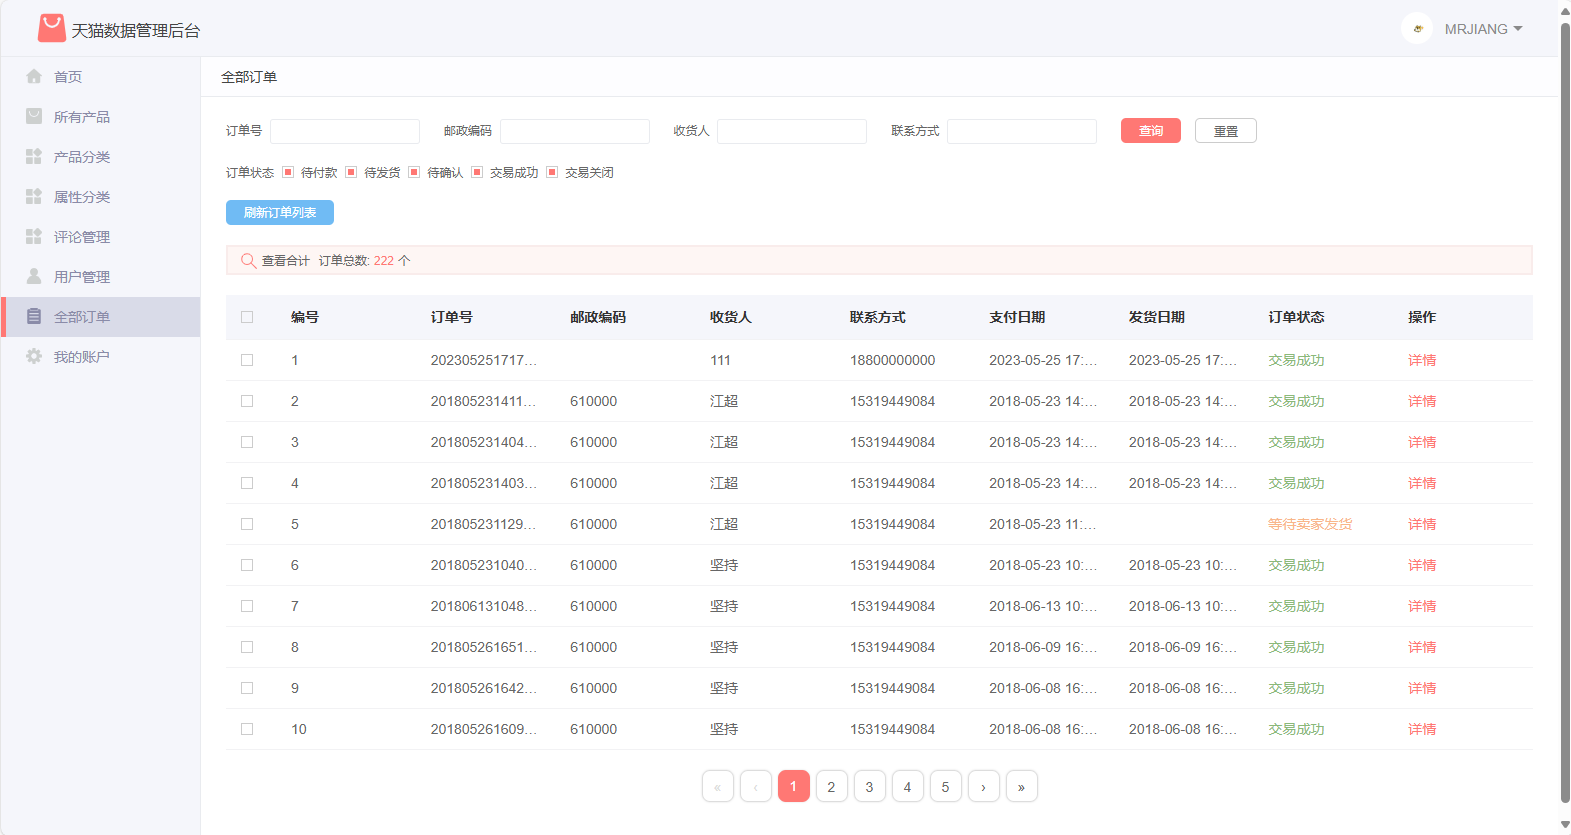 天猫数据管理后台
MRJIANG
首页
所有产品
产品分类
属性分类
评论管理
用户管理
全部订单
我的账户
全部订单
订单号 邮政编码 收货人 联系方式 查询 重置
订单状态 待付款 待发货 待确认 交易成功 交易关闭
刷新订单列表
查看合计 订单总数: 222 个
编号 订单号 邮政编码 收货人 联系方式 支付日期 发货日期 订单状态 操作
1 202305251717... 111 18800000000 2023-05-25 17:... 2023-05-25 17:... 交易成功 详情
2 201805231411... 610000 江超 15319449084 2018-05-23 14:... 2018-05-23 14:... 交易成功 详情
3 201805231404... 610000 江超 15319449084 2018-05-23 14:... 2018-05-23 14:... 交易成功 详情
4 201805231403... 610000 江超 15319449084 2018-05-23 14:... 2018-05-23 14:... 交易成功 详情
5 201805231129... 610000 江超 15319449084 2018-05-23 11:... 等待卖家发货 详情
6 201805231040... 610000 坚持 15319449084 2018-05-23 10:... 2018-05-23 10:... 交易成功 详情
7 201806131048... 610000 坚持 15319449084 2018-06-13 10:... 2018-06-13 10:... 交易成功 详情
8 201805261651... 610000 坚持 15319449084 2018-06-09 16:... 2018-06-09 16:... 交易成功 详情
9 201805261642... 610000 坚持 15319449084 2018-06-08 16:... 2018-06-08 16:... 交易成功 详情
10 201805261609... 610000 坚持 15319449084 2018-06-08 16:... 2018-06-08 16:... 交易成功 详情
« ‹ 1 2 3 4 5 › »